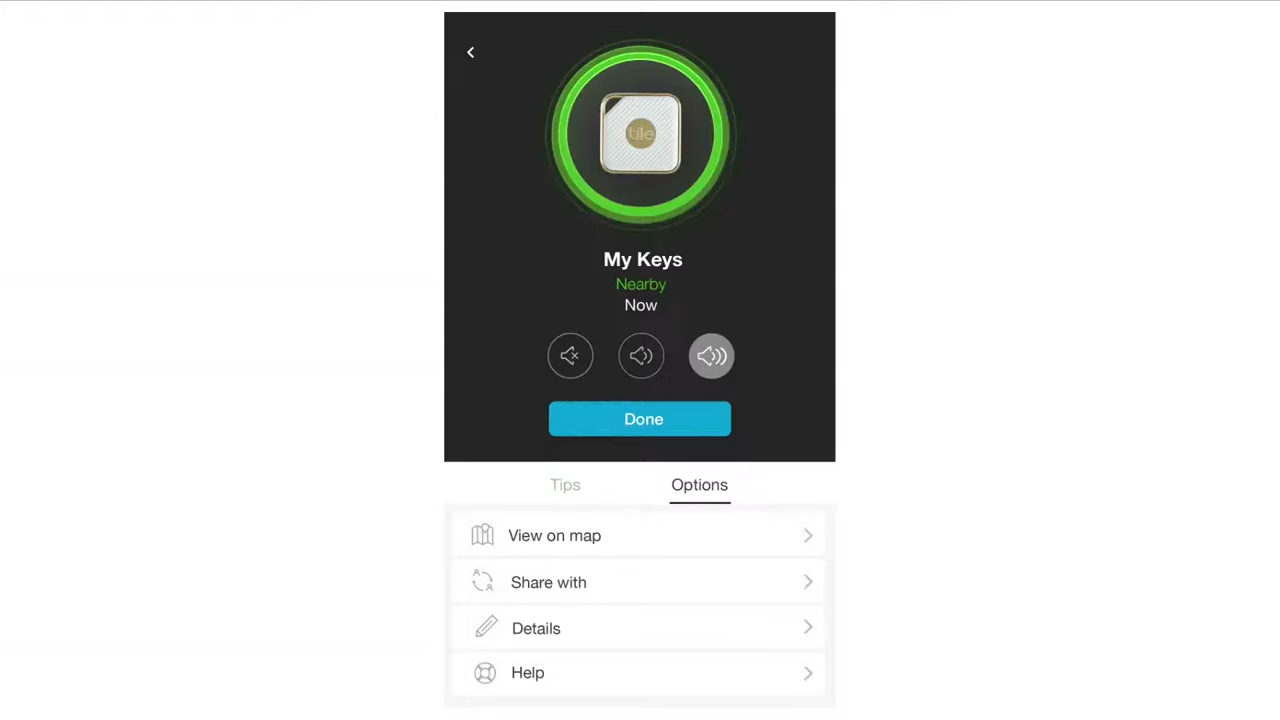 tile
My Keys
Nearby
Now
Done
Tips
Options
View on map
Share with
Details
Help